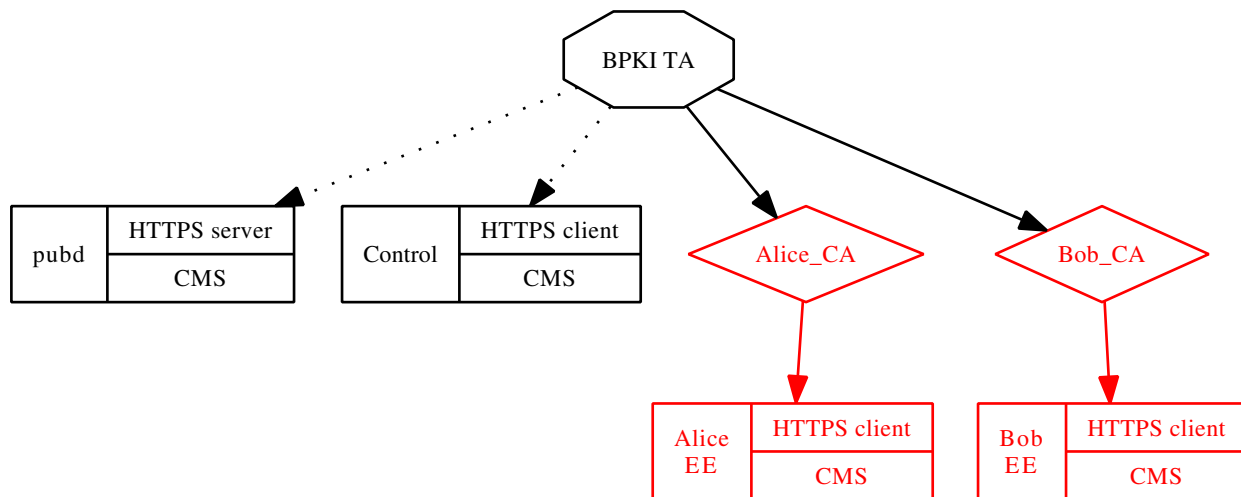 BPKI TA
pubd
HTTPS server
CMS
Control
HTTPS client
CMS
Alice_CA
Bob_CA
Alice
EE
HTTPS client
CMS
Bob
EE
HTTPS client
CMS